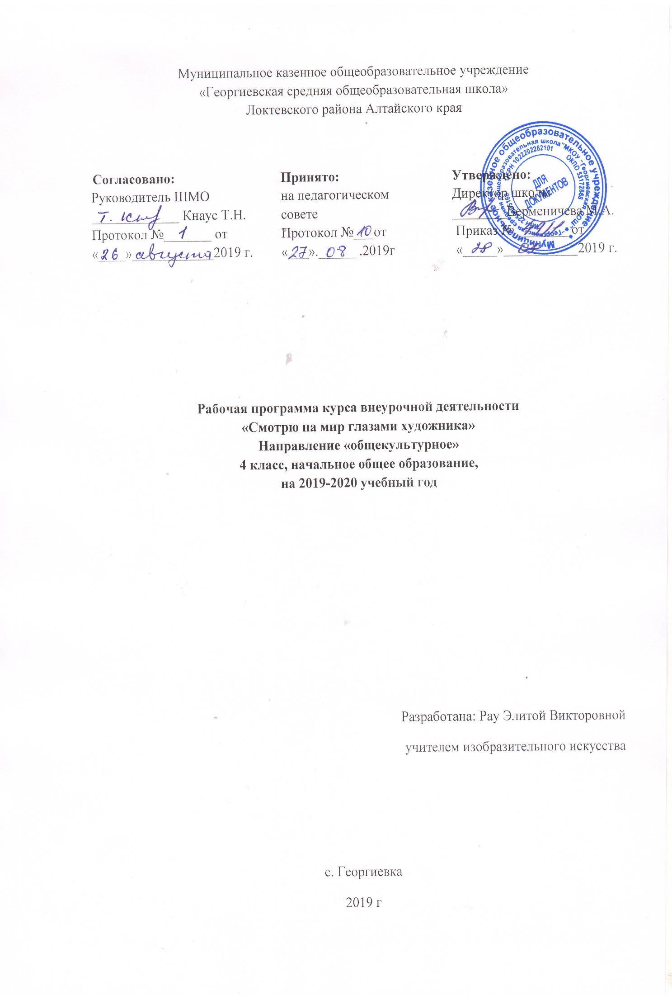 Муниципальное казенное общеобразовательное учреждение
«Георгиевская средняя общеобразовательная школа»
Локтевского района Алтайского края
Согласовано:
Руководитель ШМО
Т. Кнау Кнаус Т.Н.
Протокол № 1 от
«26» августа 2019 г.
Принято:
на педагогическом
совете
Протокол № 10 от
«27». 08 .2019г
Утверждено:
Директор школы
Верменичева М.А.
Приказ № от
«28» 08 2019 г.
Муниципальное казенное общеобразовательное учреждение
"Георгиевская средняя общеобразовательная школа" МКОУ "Георгиевская СОШ"
ОГРН 1022202282101 ОКПО 53172868
ДЛЯ
ДОКУМЕНТОВ
Рабочая программа курса внеурочной деятельности
«Смотрю на мир глазами художника»
Направление «общекультурное»
4 класс, начальное общее образование,
на 2019-2020 учебный год
Разработана: Рау Элитой Викторовной
учителем изобразительного искусства
с. Георгиевка
2019 г